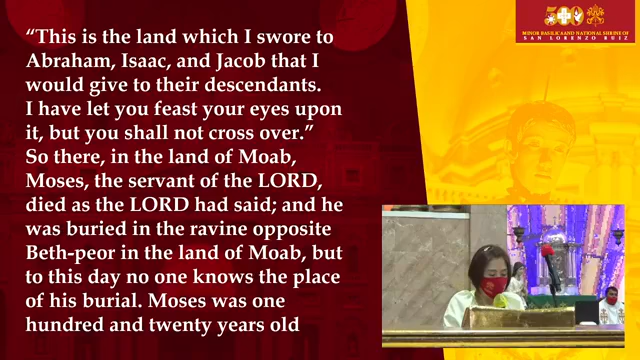 “This is the land which I swore to
Abraham, Isaac, and Jacob that I
would give to their descendants.
I have let you feast your eyes upon
it, but you shall not cross over.”
So there, in the land of Moab,
Moses, the servant of the LORD,
died as the LORD had said; and he
was buried in the ravine opposite
Beth-peor in the land of Moab, but
to this day no one knows the place
of his burial. Moses was one
hundred and twenty years old
500
MINOR BASILICA AND NATIONAL SHRINE OF
SAN LORENZO RUIZ